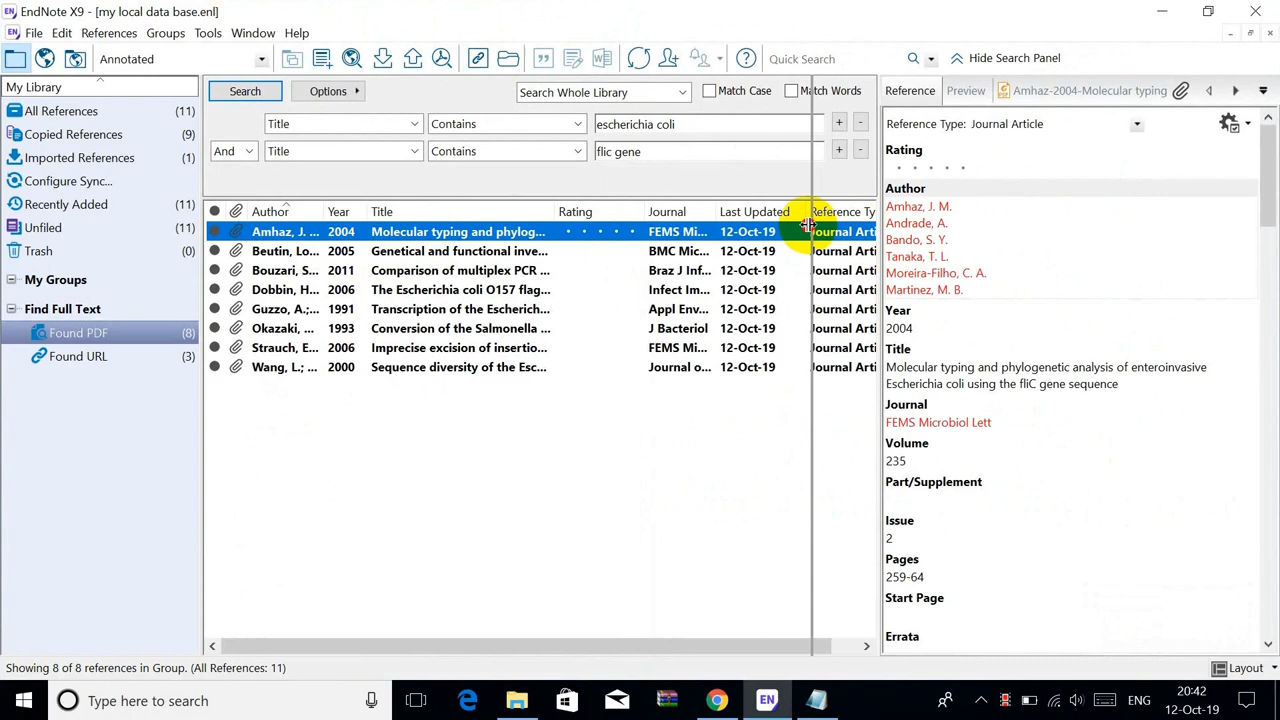 EN EndNote X9 - [my local data base.enl]
EN File Edit References Groups Tools Window Help
Annotated Quick Search Hide Search Panel
My Library
All References (11)
Copied References (9)
Imported References (11)
Configure Sync...
Recently Added (11)
Unfiled (11)
Trash (0)
My Groups
Find Full Text
Found PDF (8)
Found URL (3)
Search Options Search Whole Library Match Case Match Words
Title Contains escherichia coli + -
And Title Contains flic gene + -
Author Year Title Rating Journal Last Updated Reference Ty
Amhaz, J. ... 2004 Molecular typing and phylog... FEMS Mi... 12-Oct-19 Journal Arti
Beutin, Lo... 2005 Genetical and functional inve... BMC Mic... 12-Oct-19 Journal Arti
Bouzari, S... 2011 Comparison of multiplex PCR ... Braz J Inf... 12-Oct-19 Journal Arti
Dobbin, H... 2006 The Escherichia coli O157 flag... Infect Im... 12-Oct-19 Journal Arti
Guzzo, A.;... 1991 Transcription of the Escherich... Appl Env... 12-Oct-19 Journal Arti
Okazaki, ... 1993 Conversion of the Salmonella ... J Bacteriol 12-Oct-19 Journal Arti
Strauch, E... 2006 Imprecise excision of insertio... FEMS Mi... 12-Oct-19 Journal Arti
Wang, L.; ... 2000 Sequence diversity of the Esc... Journal o... 12-Oct-19 Journal Arti
Reference Preview Amhaz-2004-Molecular typing
PDF
Reference Type: Journal Article
Rating
Author
Amhaz, J. M.
Andrade, A.
Bando, S. Y.
Tanaka, T. L.
Moreira-Filho, C. A.
Martinez, M. B.
Year
2004
Title
Molecular typing and phylogenetic analysis of enteroinvasive
Escherichia coli using the fliC gene sequence
Journal
FEMS Microbiol Lett
Volume
235
Part/Supplement
Issue
2
Pages
259-64
Start Page
Errata
Showing 8 of 8 references in Group. (All References: 11) Layout
Type here to search EN ENG 20:42
12-Oct-19